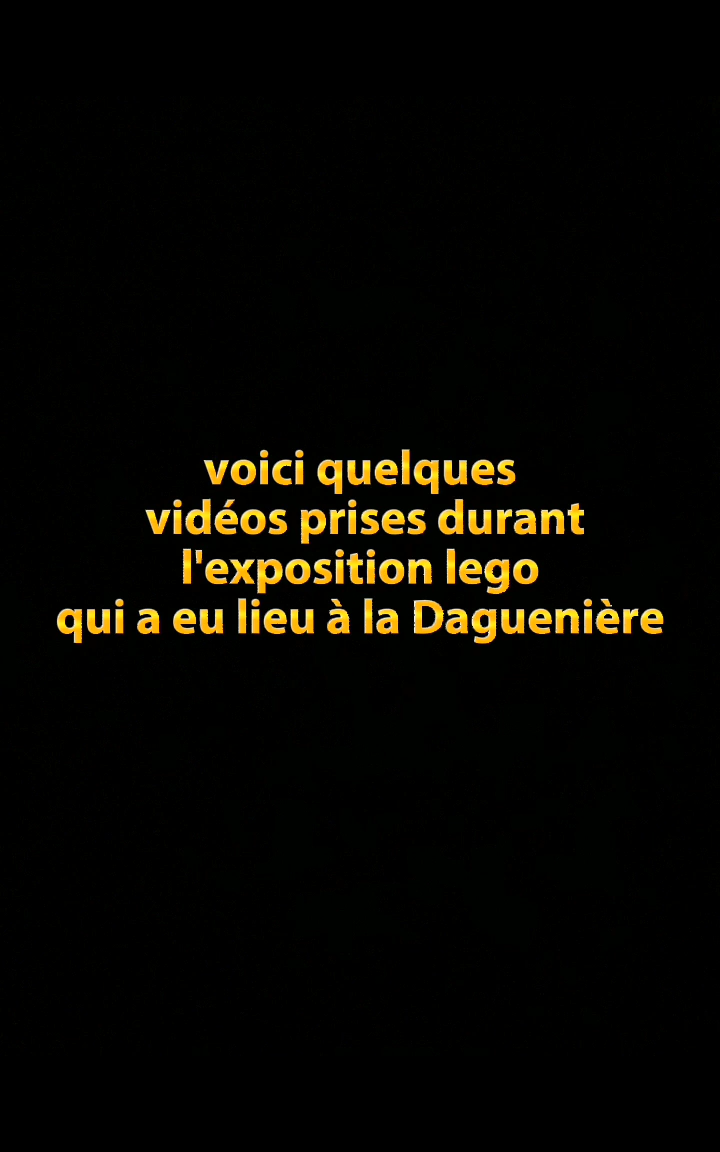 voici quelques
vidéos prises durant
l'exposition lego
qui a eu lieu à la Daguenière